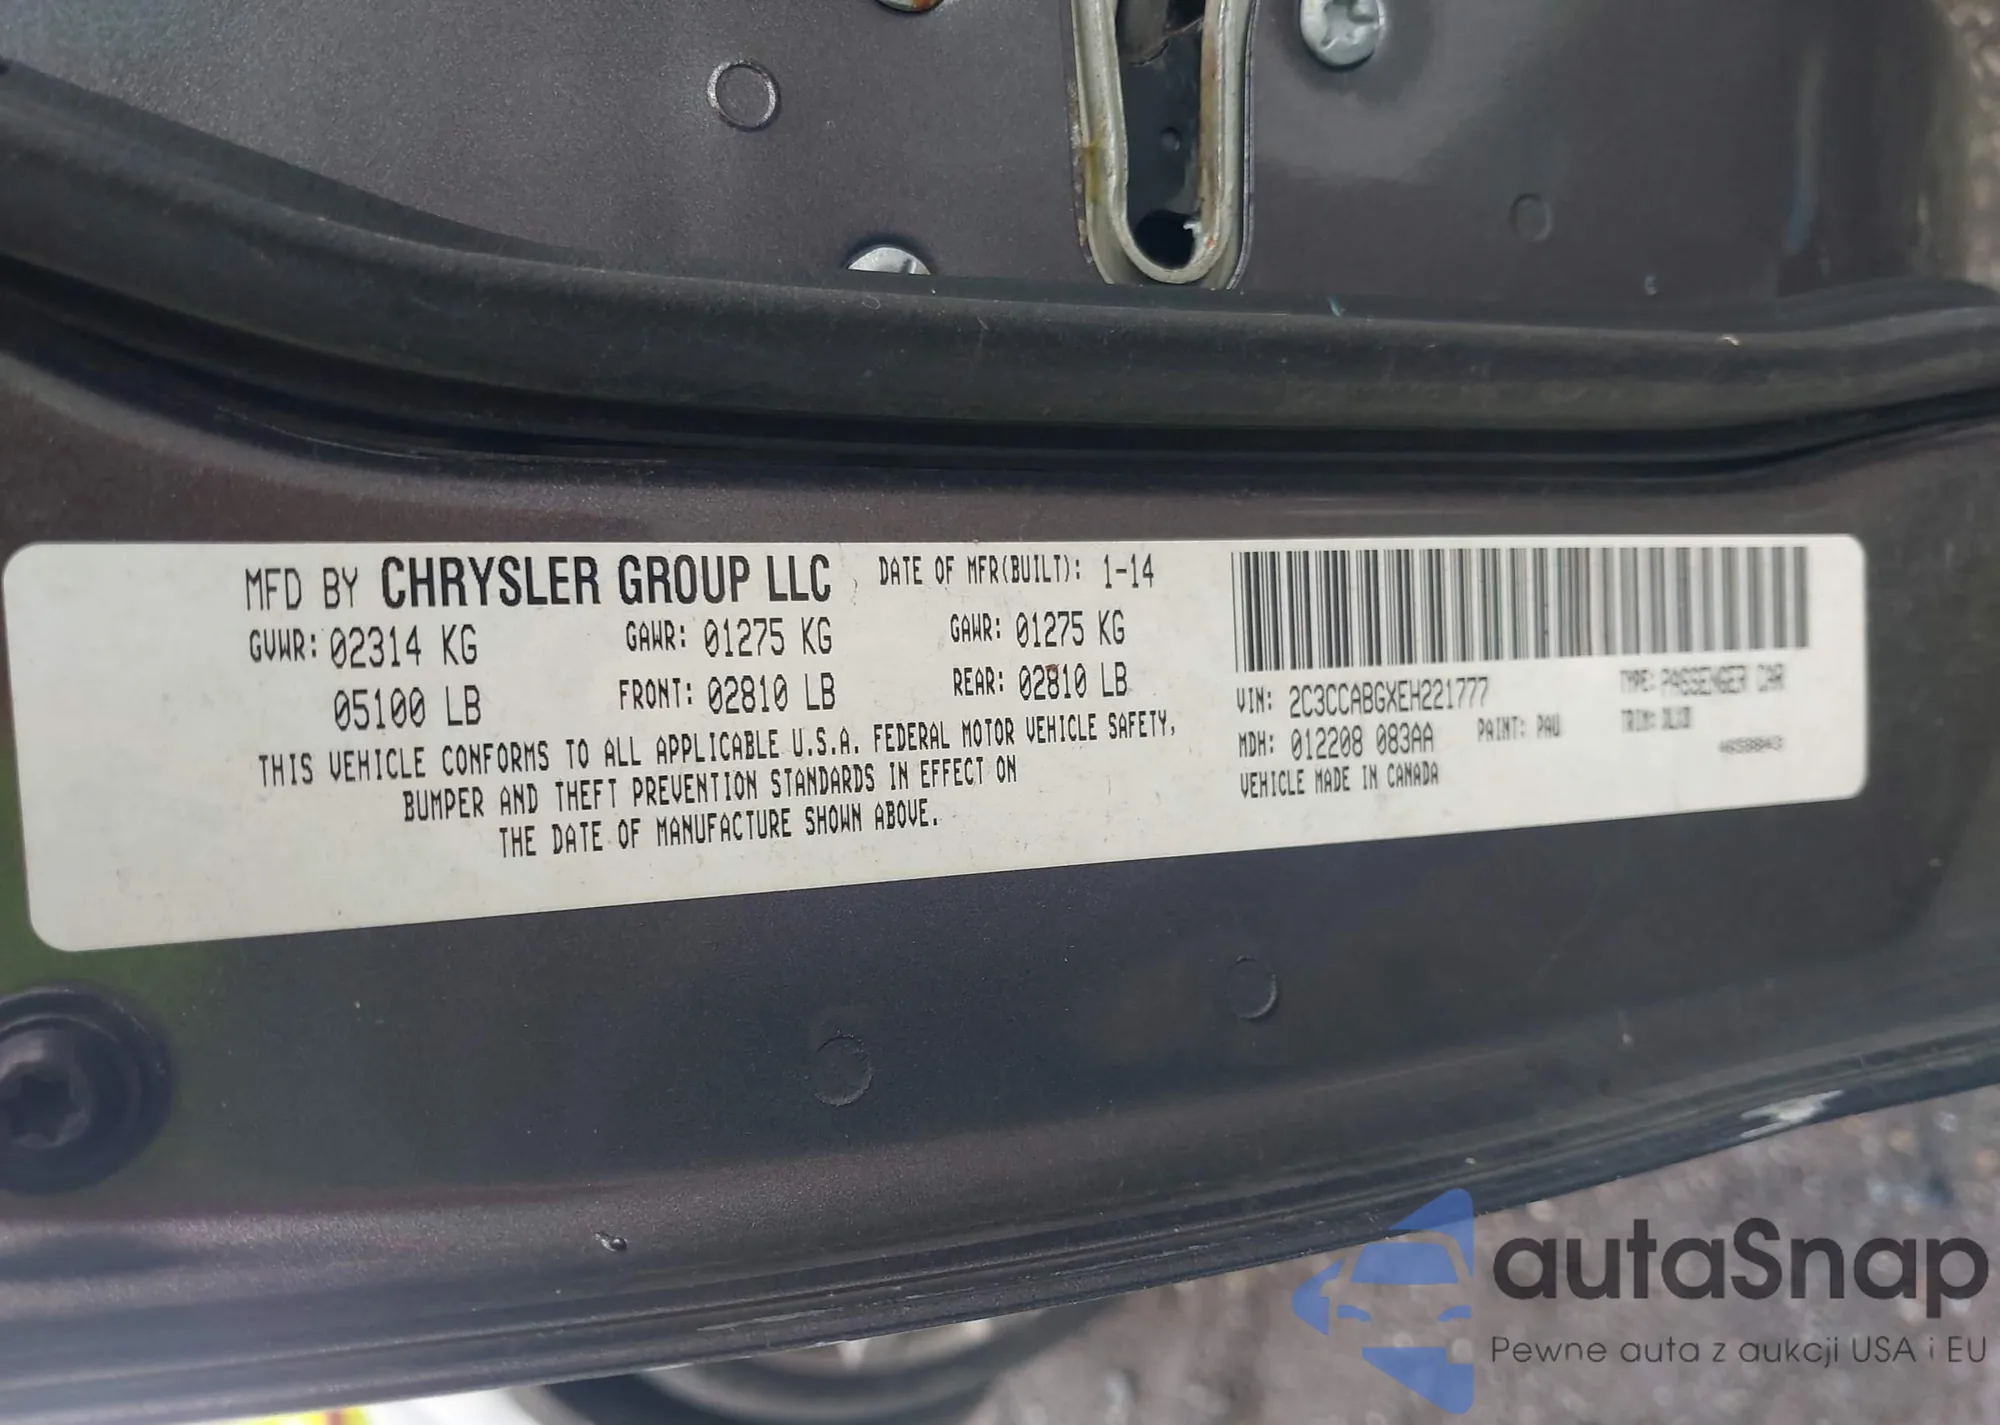 MFD BY CHRYSLER GROUP LLC DATE OF MFR(BUILT): 1-14
GVWR: 02314 KG GAWR: 01275 KG GAWR: 01275 KG
05100 LB FRONT: 02810 LB REAR: 02810 LB
THIS VEHICLE CONFORMS TO ALL APPLICABLE U.S.A. FEDERAL MOTOR VEHICLE SAFETY,
BUMPER AND THEFT PREVENTION STANDARDS IN EFFECT ON
THE DATE OF MANUFACTURE SHOWN ABOVE.
VIN: 2C3CCABGXEH221777 TYPE: PASSENGER CAR
MDH: 012208 083AA PAINT: PAU TRIM:
VEHICLE MADE IN CANADA
autaSnap
Pewne auta z aukcji USA i EU